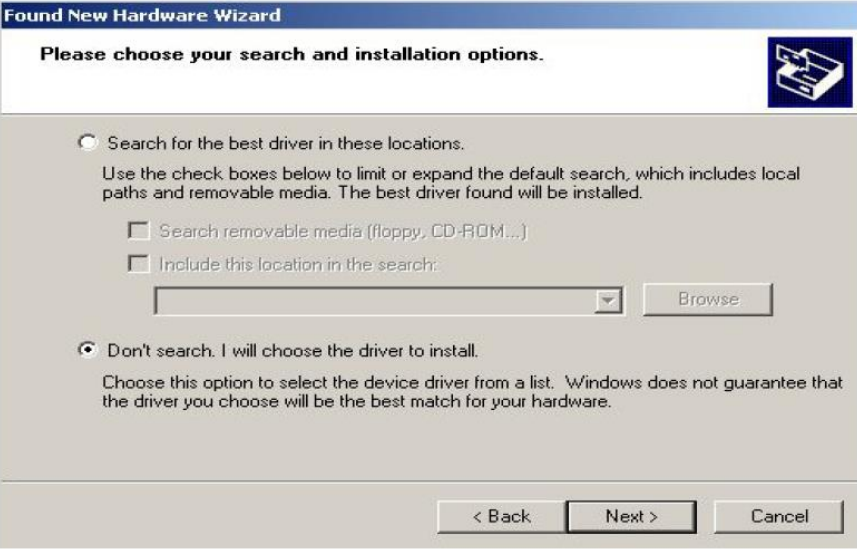 Found New Hardware Wizard
Please choose your search and installation options.
Search for the best driver in these locations.
Use the check boxes below to limit or expand the default search, which includes local
paths and removable media. The best driver found will be installed.
Search removable media (floppy, CD-ROM...)
Include this location in the search:
Browse
Don't search. I will choose the driver to install.
Choose this option to select the device driver from a list.  Windows does not guarantee that
the driver you choose will be the best match for your hardware.
< Back
Next >
Cancel